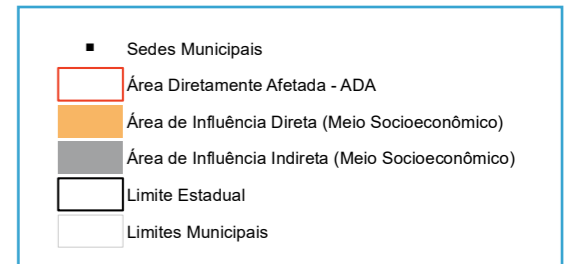 Sedes Municipais
Área Diretamente Afetada - ADA
Área de Influência Direta (Meio Socioeconômico)
Área de Influência Indireta (Meio Socioeconômico)
Limite Estadual
Limites Municipais